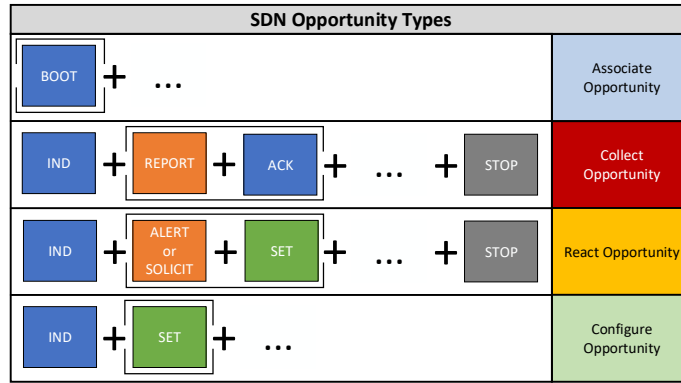 SDN Opportunity Types
BOOT + ...
Associate
Opportunity
IND + REPORT + ACK + ... + STOP
Collect
Opportunity
IND + ALERT
or
SOLICIT + SET + ... + STOP
React Opportunity
IND + SET + ...
Configure
Opportunity